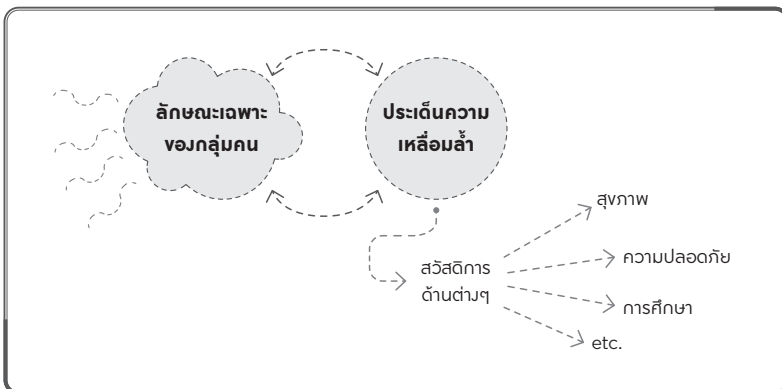 ลักษณะเฉพาะ
ของกลุ่มคน
ประเด็นความ
เหลื่อมล้ำ
สวัสดิการ
ด้านต่างๆ
สุขภาพ
ความปลอดภัย
การศึกษา
etc.